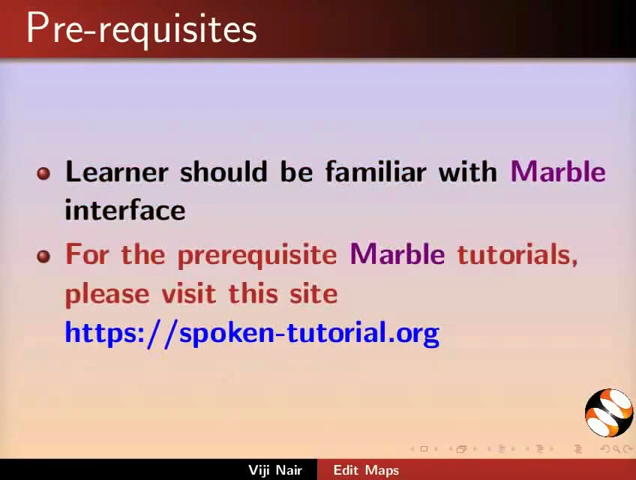 Pre-requisites
Learner should be familiar with Marble
interface
For the prerequisite Marble tutorials,
please visit this site
https://spoken-tutorial.org
Viji Nair
Edit Maps